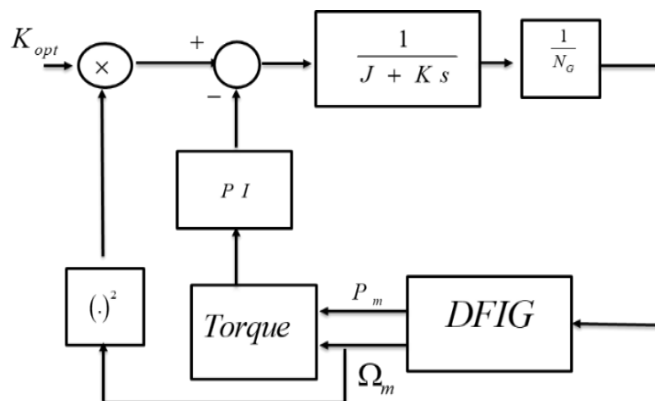 K_opt
×
+
−
1
J + K s
1
N_G
P I
(.)²
Torque
P_m
DFIG
Ω_m